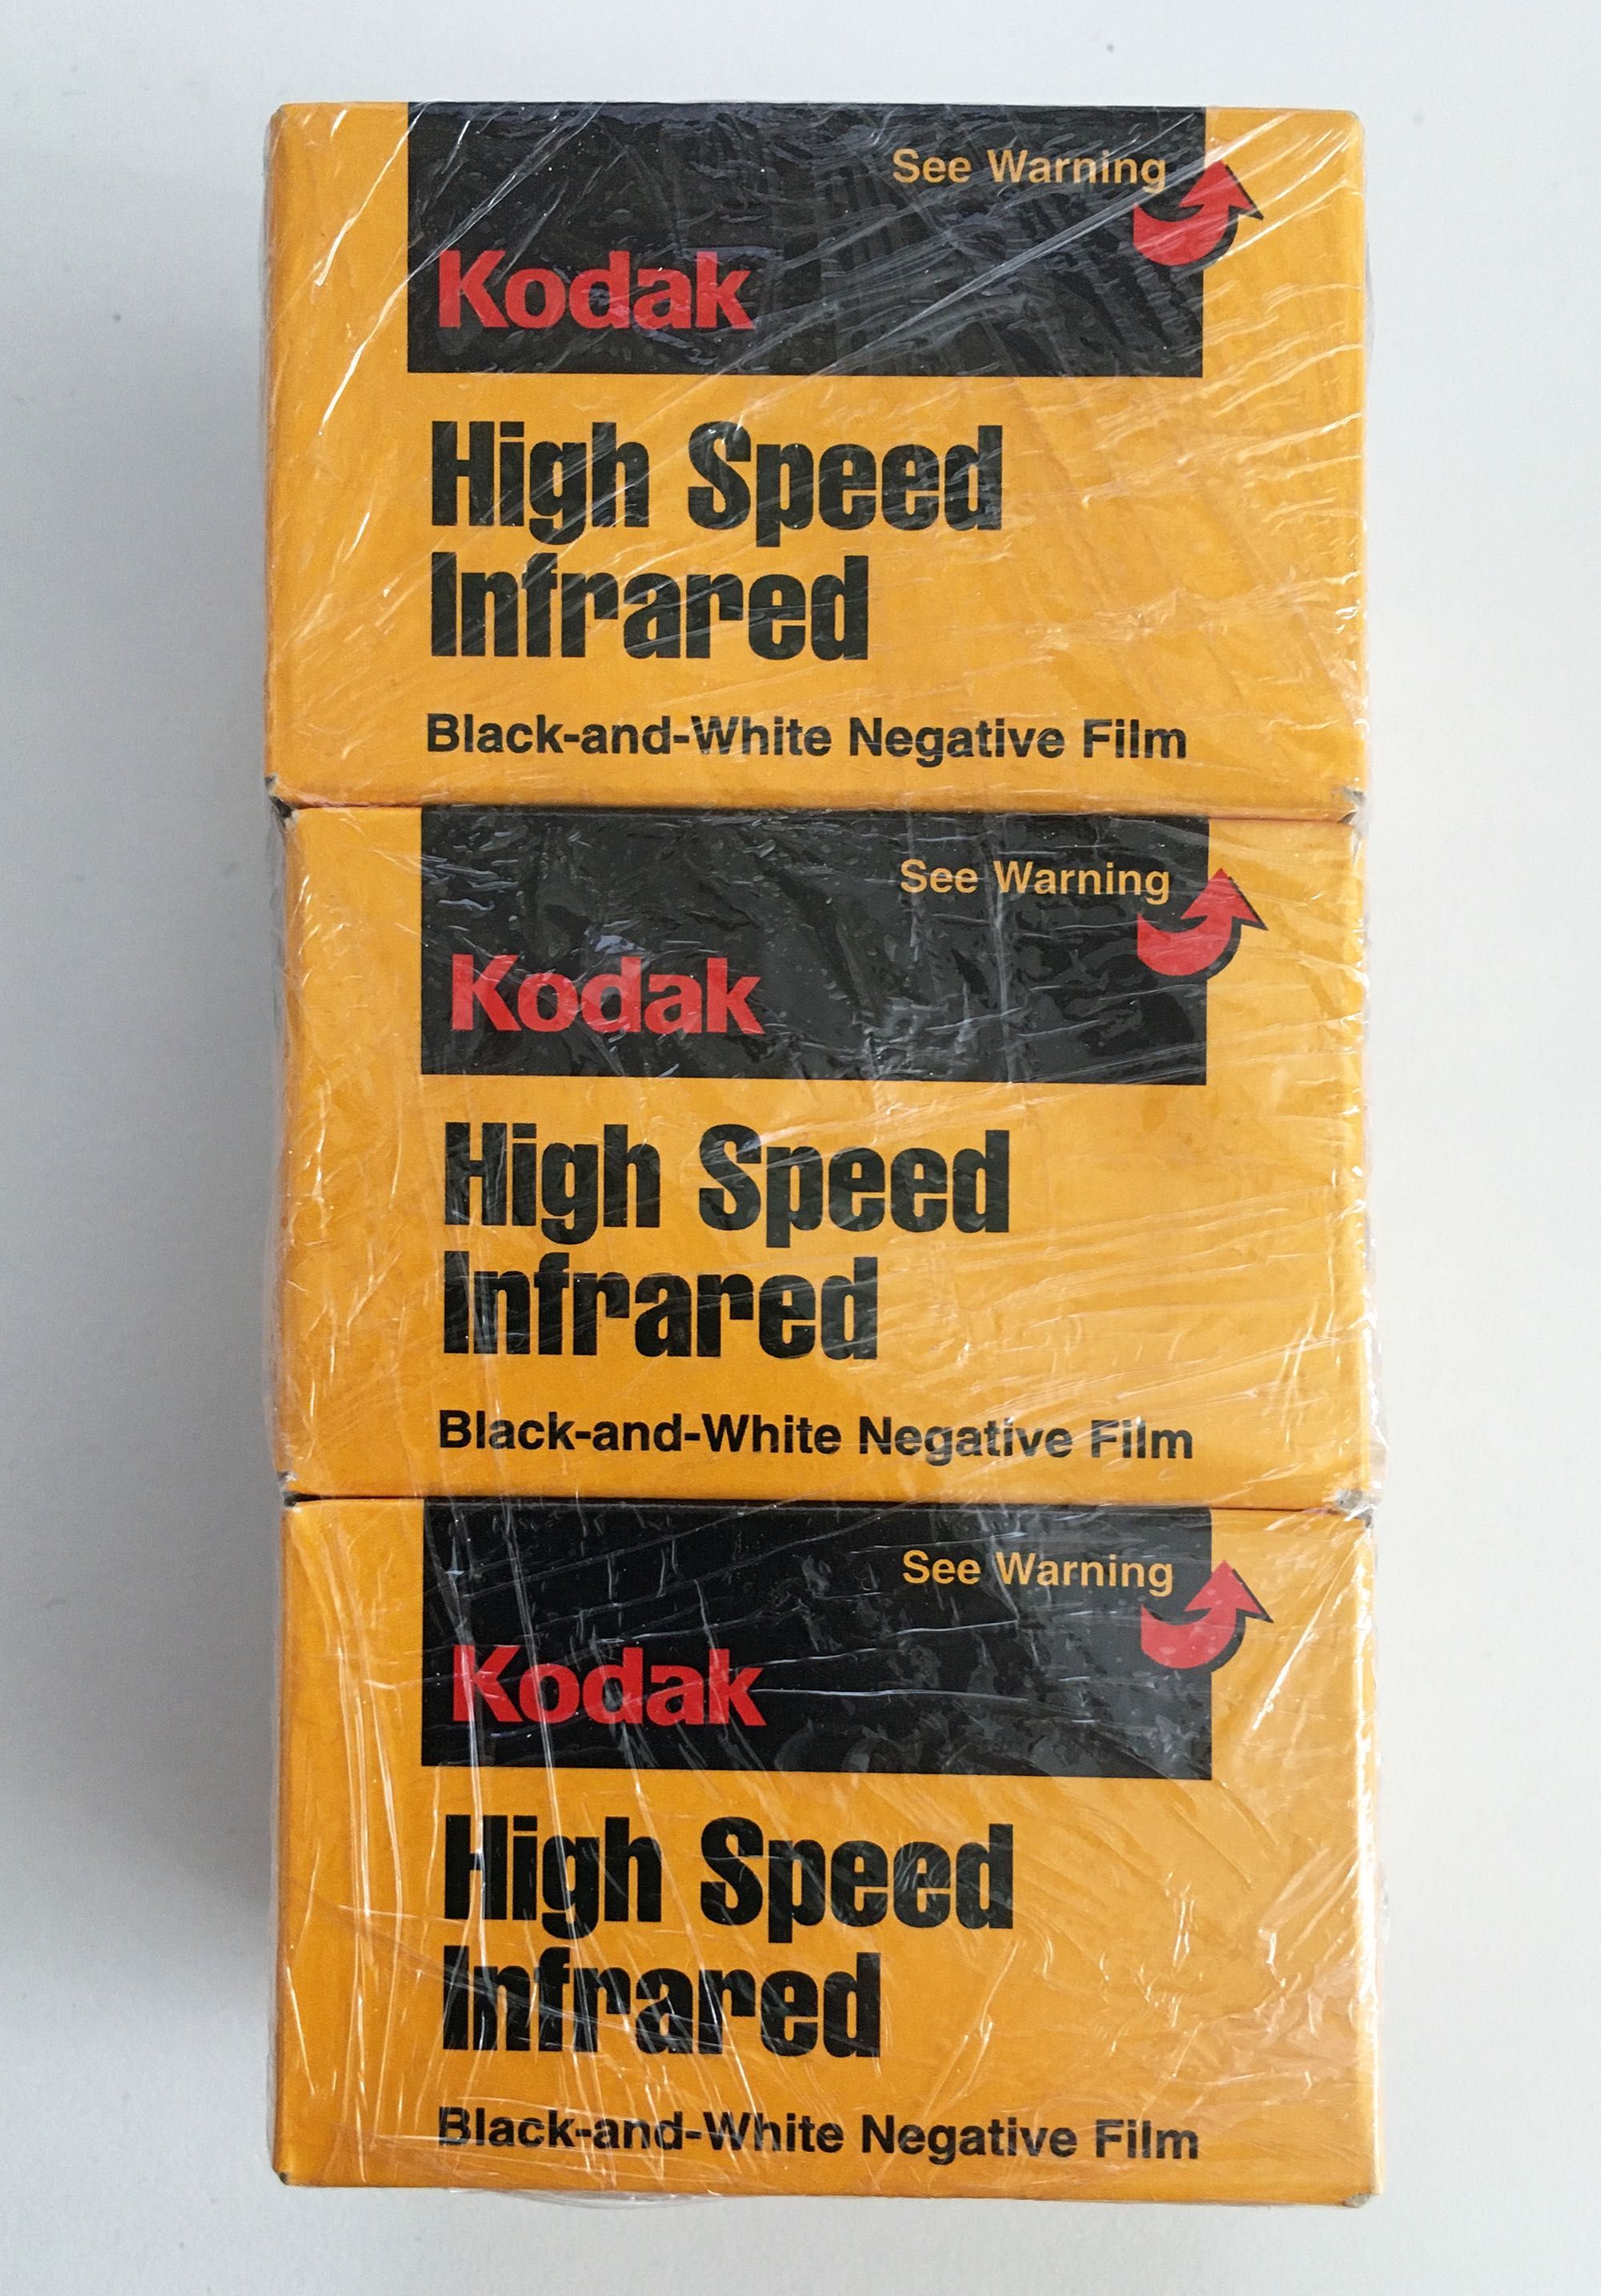 See Warning
Kodak
High Speed
Infrared
Black-and-White Negative Film
See Warning
Kodak
High Speed
Infrared
Black-and-White Negative Film
See Warning
Kodak
High Speed
Infrared
Black-and-White Negative Film